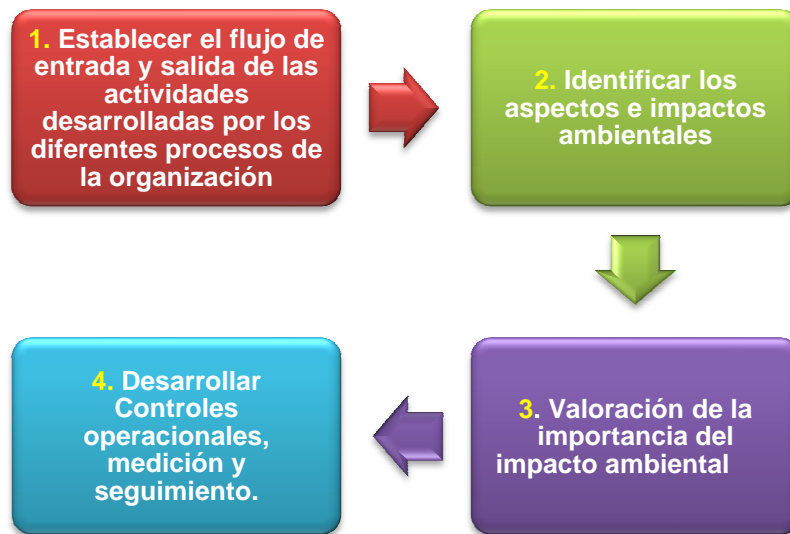 1. Establecer el flujo de
entrada y salida de las
actividades
desarrolladas por los
diferentes procesos de
la organización
2. Identificar los
aspectos e impactos
ambientales
3. Valoración de la
importancia del
impacto ambiental
4. Desarrollar
Controles
operacionales,
medición y
seguimiento.